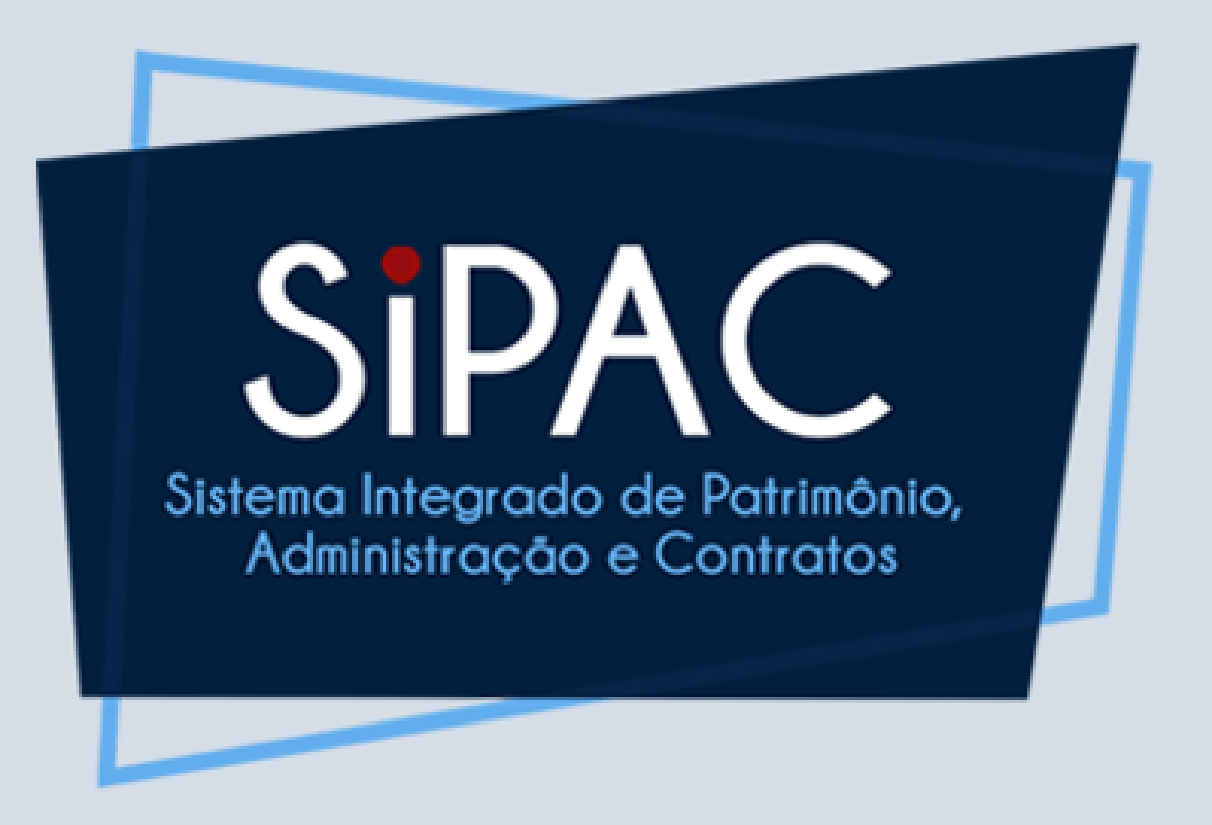 SiPAC
Sistema Integrado de Patrimônio,
Administração e Contratos